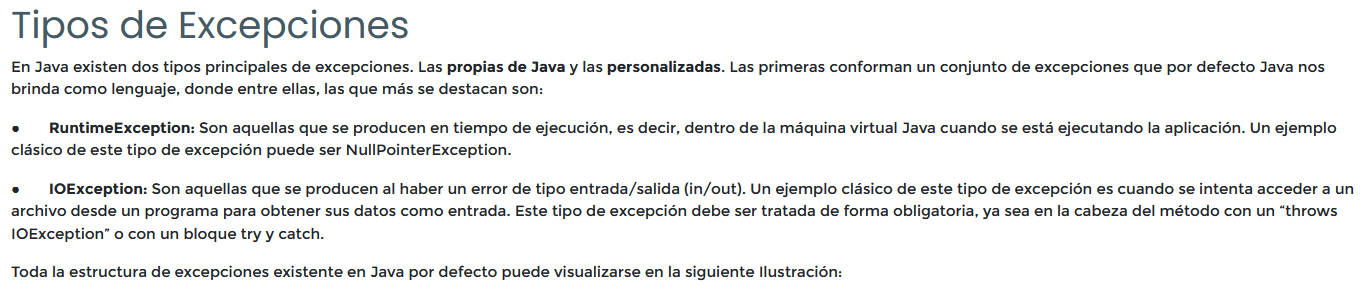 Tipos de Excepciones
En Java existen dos tipos principales de excepciones. Las propias de Java y las personalizadas. Las primeras conforman un conjunto de excepciones que por defecto Java nos
brinda como lenguaje, donde entre ellas, las que más se destacan son:
● RuntimeException: Son aquellas que se producen en tiempo de ejecución, es decir, dentro de la máquina virtual Java cuando se está ejecutando la aplicación. Un ejemplo
clásico de este tipo de excepción puede ser NullPointerException.
● IOException: Son aquellas que se producen al haber un error de tipo entrada/salida (in/out). Un ejemplo clásico de este tipo de excepción es cuando se intenta acceder a un
archivo desde un programa para obtener sus datos como entrada. Este tipo de excepción debe ser tratada de forma obligatoria, ya sea en la cabeza del método con un “throws
IOException” o con un bloque try y catch.
Toda la estructura de excepciones existente en Java por defecto puede visualizarse en la siguiente Ilustración: